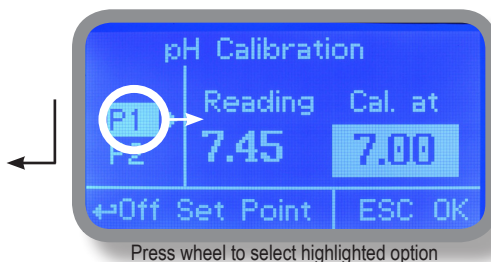 pH Calibration
Reading Cal. at
P1
7.45 7.00
P2
↵Off Set Point ESC OK
Press wheel to select highlighted option